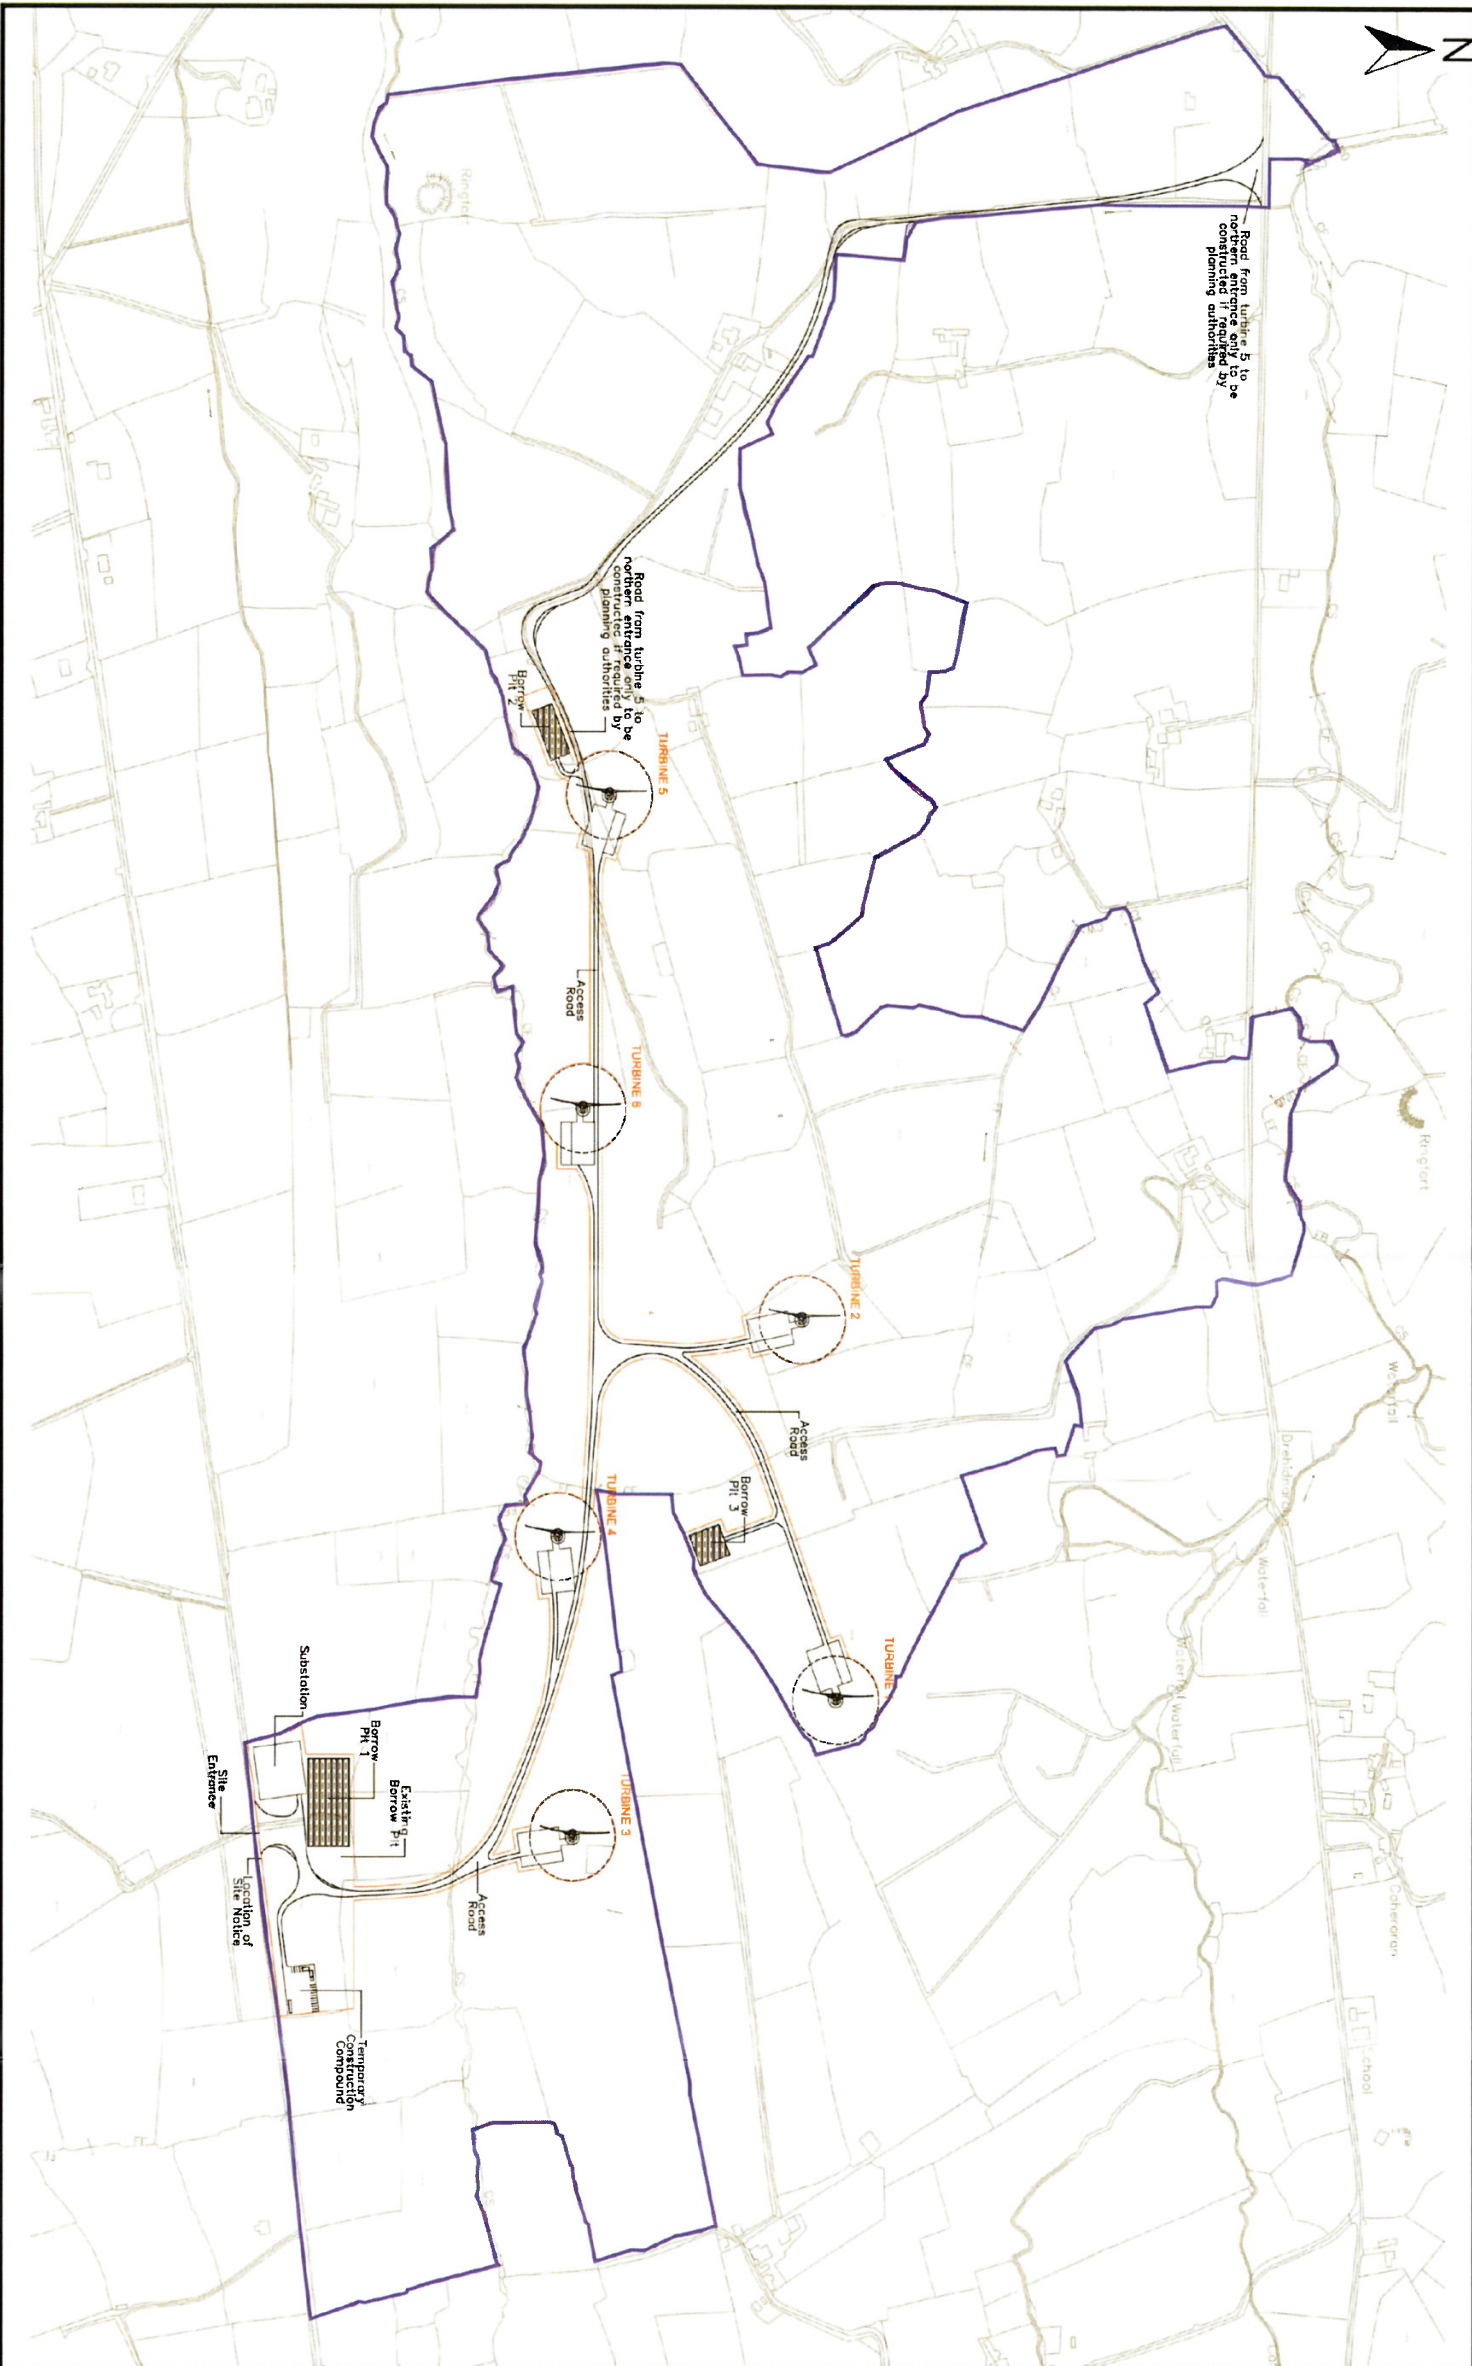 N
Road from turbine 5 to
northern entrance only to be
constructed if required by
planning authorities
Ringfort
Road from turbine 5 to
northern entrance only to be
constructed if required by
planning authorities
Borrow
Pit 2
TURBINE 5
Access
Road
TURBINE 6
Ringfort
TURBINE 2
Waterfall
Access
Road
Borrow
Pit 3
TURBINE 4
Waterfall
Waterfall
Waterfall
TURBINE
TURBINE 3
Substation
Borrow
Pit 1
Existing
Borrow Pit
Site
Entrance
Location of
Site Notice
Access
Road
Temporary
Construction
Compound
Caheraran
School